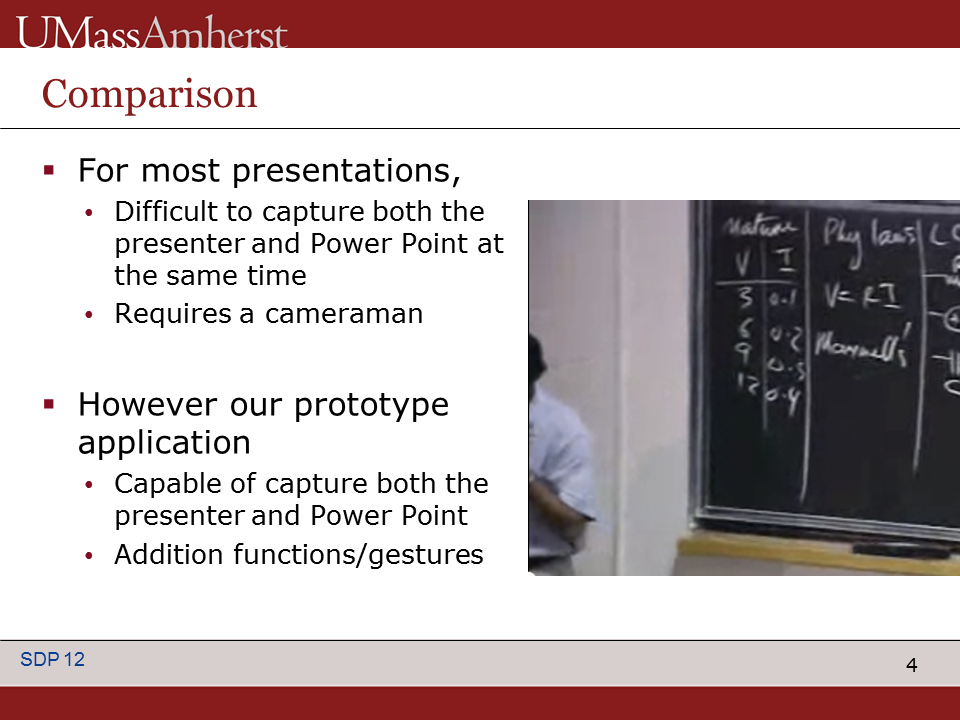 UMassAmherst
Comparison
For most presentations,
Difficult to capture both the
presenter and Power Point at
the same time
Requires a cameraman
However our prototype
application
Capable of capture both the
presenter and Power Point
Addition functions/gestures
Nature Phy laws LC
V I
3 0.1 V=RI
6 0.2 Maxwell's
9 0.3
12 0.4
SDP 12
4